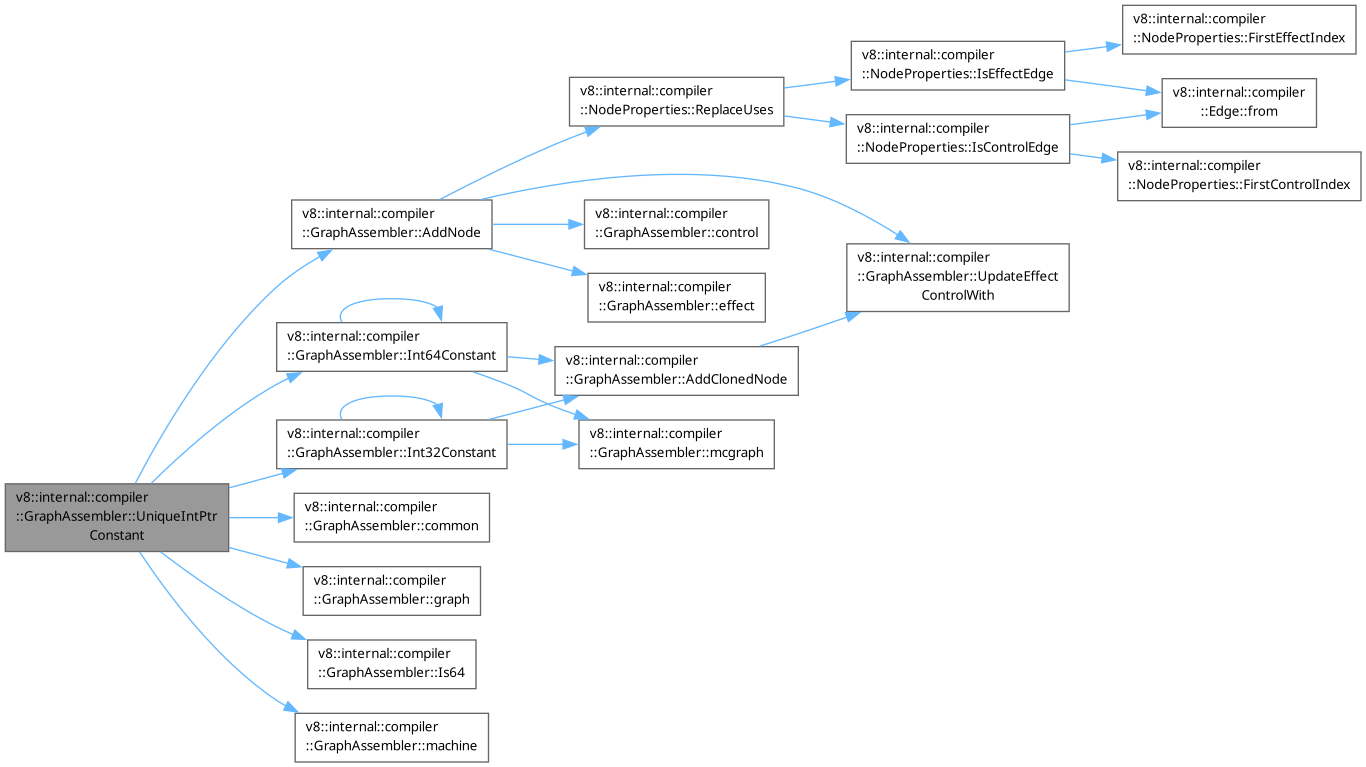 v8::internal::compiler
::NodeProperties::FirstEffectIndex
v8::internal::compiler
::NodeProperties::IsEffectEdge
v8::internal::compiler
::NodeProperties::ReplaceUses
v8::internal::compiler
::Edge::from
v8::internal::compiler
::NodeProperties::IsControlEdge
v8::internal::compiler
::NodeProperties::FirstControlIndex
v8::internal::compiler
::GraphAssembler::AddNode
v8::internal::compiler
::GraphAssembler::control
v8::internal::compiler
::GraphAssembler::UpdateEffect
ControlWith
v8::internal::compiler
::GraphAssembler::effect
v8::internal::compiler
::GraphAssembler::Int64Constant
v8::internal::compiler
::GraphAssembler::AddClonedNode
v8::internal::compiler
::GraphAssembler::Int32Constant
v8::internal::compiler
::GraphAssembler::mcgraph
v8::internal::compiler
::GraphAssembler::UniqueIntPtr
Constant
v8::internal::compiler
::GraphAssembler::common
v8::internal::compiler
::GraphAssembler::graph
v8::internal::compiler
::GraphAssembler::Is64
v8::internal::compiler
::GraphAssembler::machine